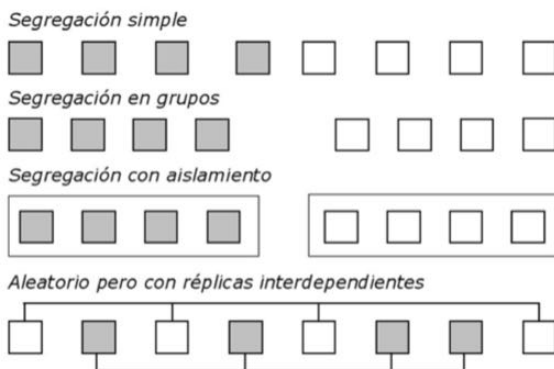 Segregación simple
Segregación en grupos
Segregación con aislamiento
Aleatorio pero con réplicas interdependientes